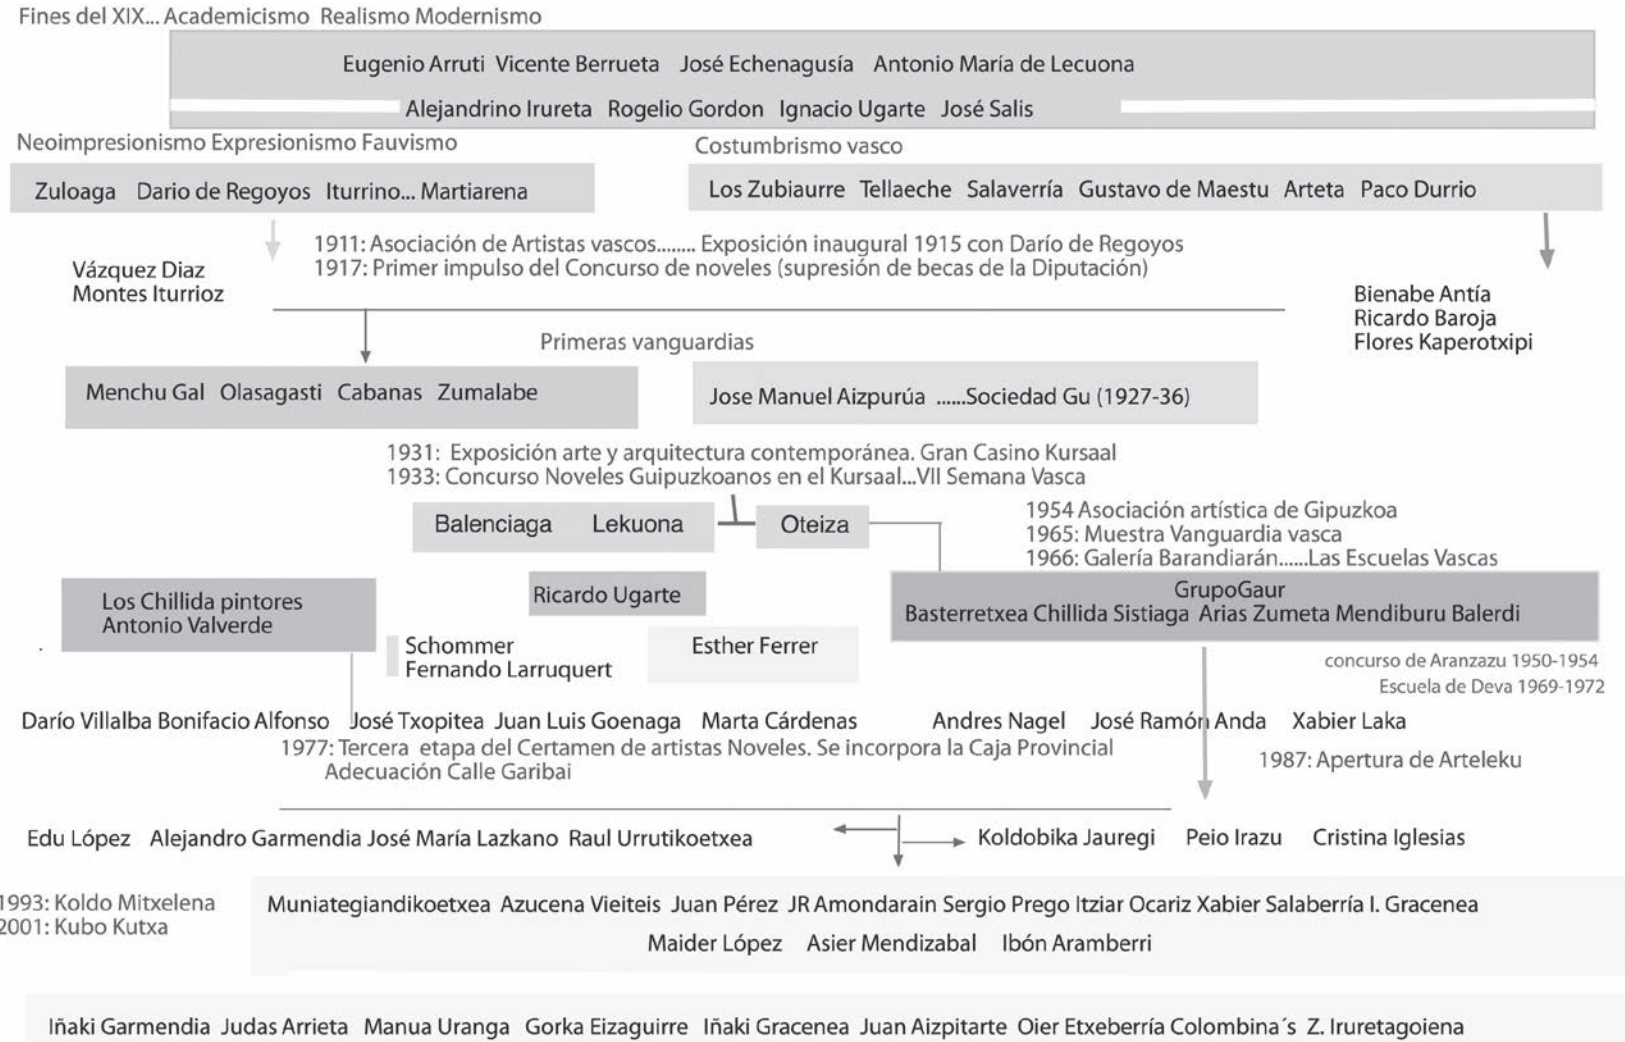 Fines del XIX... Academicismo Realismo Modernismo
Eugenio Arruti Vicente Berrueta José Echenagusía Antonio María de Lecuona
Alejandrino Irureta Rogelio Gordon Ignacio Ugarte José Salis
Neoimpresionismo Expresionismo Fauvismo
Costumbrismo vasco
Zuloaga Dario de Regoyos Iturrino... Martiarena
Los Zubiaurre Tellaeche Salaverría Gustavo de Maestu Arteta Paco Durrio
1911: Asociación de Artistas vascos........ Exposición inaugural 1915 con Darío de Regoyos
1917: Primer impulso del Concurso de noveles (supresión de becas de la Diputación)
Vázquez Diaz
Montes Iturrioz
Bienabe Antía
Ricardo Baroja
Flores Kaperotxipi
Primeras vanguardias
Menchu Gal Olasagasti Cabanas Zumalabe
Jose Manuel Aizpurúa ......Sociedad Gu (1927-36)
1931: Exposición arte y arquitectura contemporánea. Gran Casino Kursaal
1933: Concurso Noveles Guipuzkoanos en el Kursaal...VII Semana Vasca
Balenciaga Lekuona
Oteiza
1954 Asociación artística de Gipuzkoa
1965: Muestra Vanguardia vasca
1966: Galería Barandiarán......Las Escuelas Vascas
Los Chillida pintores
Antonio Valverde
Ricardo Ugarte
GrupoGaur
Basterretxea Chillida Sistiaga Arias Zumeta Mendiburu Balerdi
Schommer
Fernando Larruquert
Esther Ferrer
concurso de Aranzazu 1950-1954
Escuela de Deva 1969-1972
Darío Villalba Bonifacio Alfonso José Txopitea Juan Luis Goenaga Marta Cárdenas Andres Nagel José Ramón Anda Xabier Laka
1977: Tercera etapa del Certamen de artistas Noveles. Se incorpora la Caja Provincial
Adecuación Calle Garibai
1987: Apertura de Arteleku
Edu López Alejandro Garmendia José María Lazkano Raul Urrutikoetxea
Koldobika Jauregi Peio Irazu Cristina Iglesias
1993: Koldo Mitxelena
2001: Kubo Kutxa
Muniategiandikoetxea Azucena Vieiteis Juan Pérez JR Amondarain Sergio Prego Itziar Ocariz Xabier Salaberría I. Gracenea
Maider López Asier Mendizabal Ibón Aramberri
Iñaki Garmendia Judas Arrieta Manua Uranga Gorka Eizaguirre Iñaki Gracenea Juan Aizpitarte Oier Etxeberría Colombina´s Z. Iruretagoiena